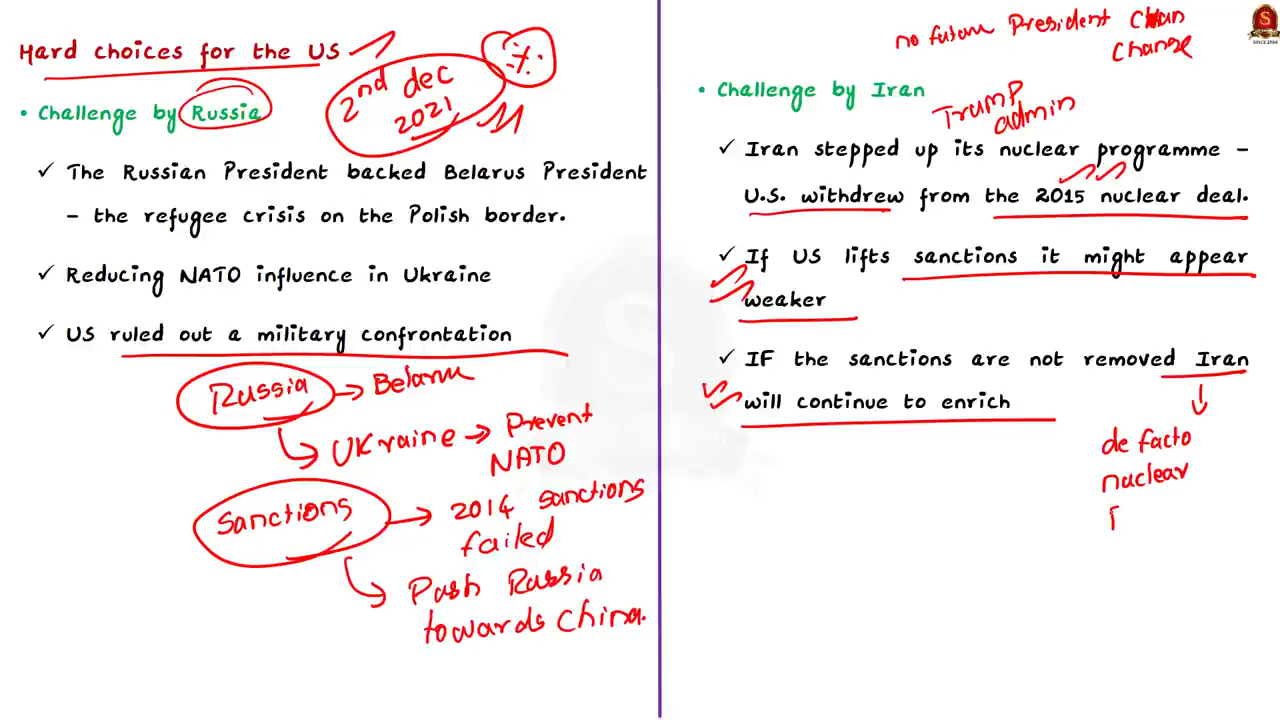 Hard choices for the US
2nd dec
2021
• Challenge by Russia
✓ The Russian President backed Belarus President
– the refugee crisis on the Polish border.
✓ Reducing NATO influence in Ukraine
✓ US ruled out a military confrontation
Russia → Belarus
Ukraine → Prevent
NATO
Sanctions → 2014 sanctions
failed
Push Russia
towards China.
no future President Chan
Change
S
SINCE 2004
• Challenge by Iran
Trump
admin
✓ Iran stepped up its nuclear programme –
U.S. withdrew from the 2015 nuclear deal.
✓ If US lifts sanctions it might appear
weaker
✓ IF the sanctions are not removed Iran
will continue to enrich
de facto
nuclear